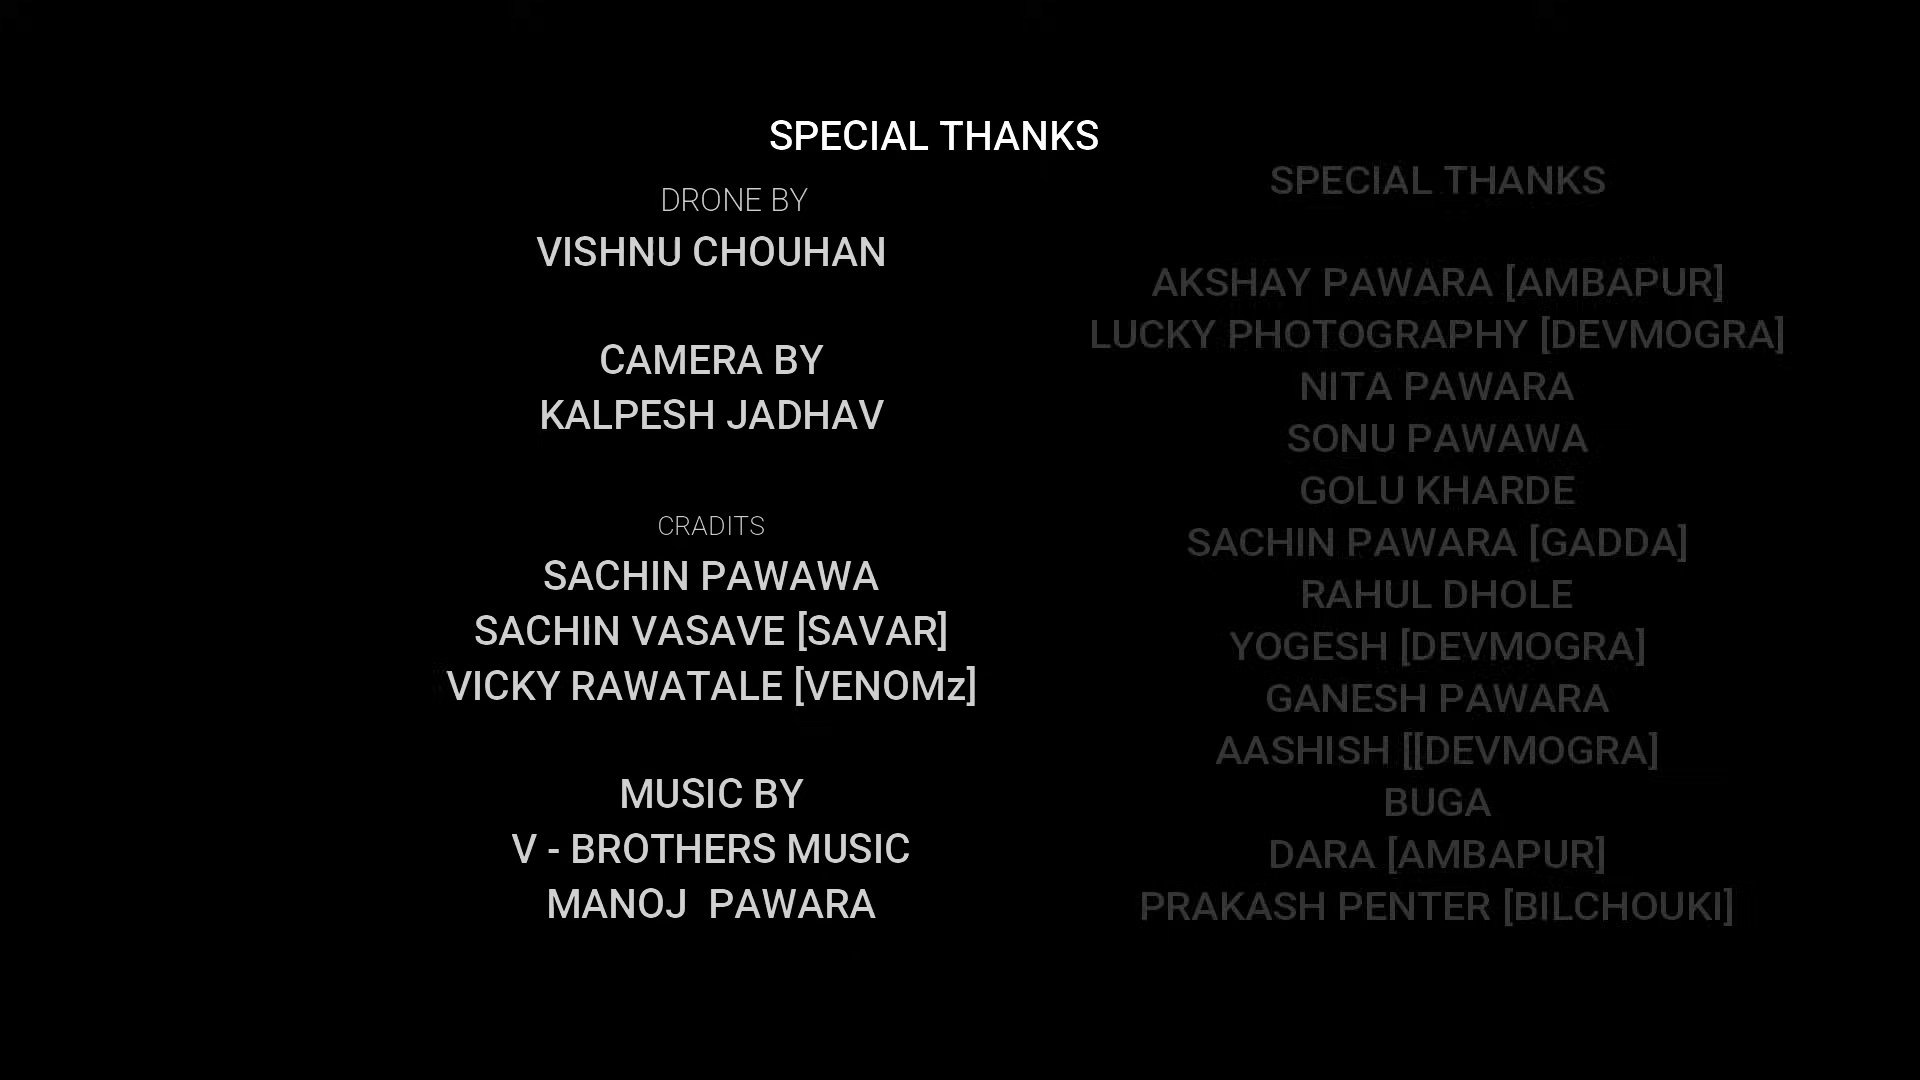 SPECIAL THANKS
DRONE BY
VISHNU CHOUHAN
CAMERA BY
KALPESH JADHAV
CRADITS
SACHIN PAWAWA
SACHIN VASAVE [SAVAR]
VICKY RAWATALE [VENOMz]
MUSIC BY
V - BROTHERS MUSIC
MANOJ  PAWARA
SPECIAL THANKS
AKSHAY PAWARA [AMBAPUR]
LUCKY PHOTOGRAPHY [DEVMOGRA]
NITA PAWARA
SONU PAWAWA
GOLU KHARDE
SACHIN PAWARA [GADDA]
RAHUL DHOLE
YOGESH [DEVMOGRA]
GANESH PAWARA
AASHISH [[DEVMOGRA]
BUGA
DARA [AMBAPUR]
PRAKASH PENTER [BILCHOUKI]